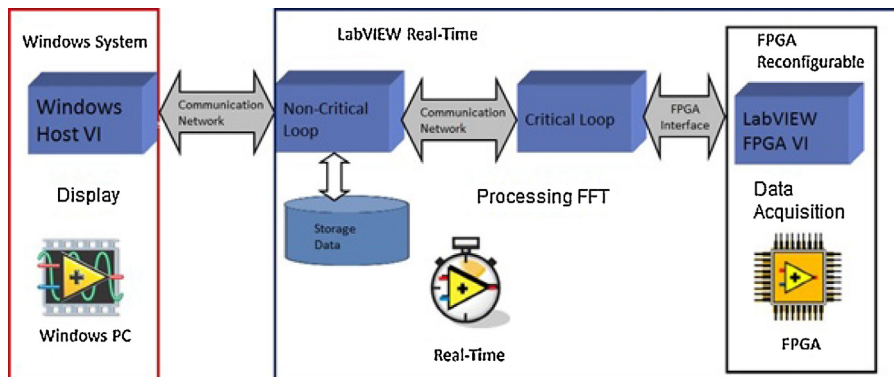 Windows System
LabVIEW Real-Time
FPGA
Reconfigurable
Windows
Host VI
Communication
Network
Non-Critical
Loop
Communication
Network
Critical Loop
FPGA
Interface
LabVIEW
FPGA VI
Display
Storage
Data
Processing FFT
Data
Acquisition
Windows PC
Real-Time
FPGA